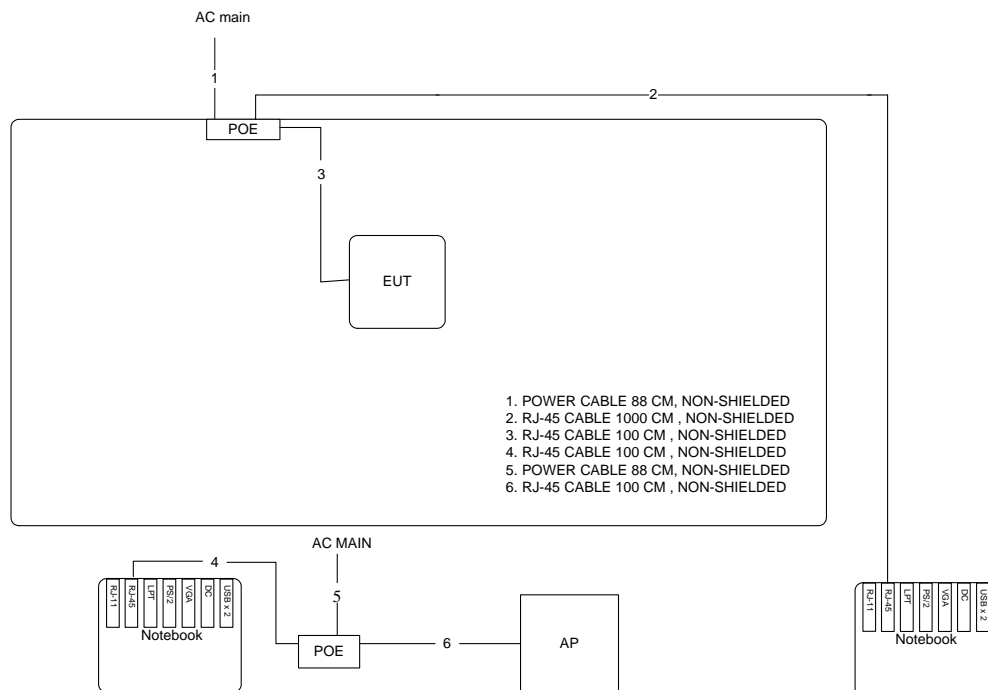 AC main
1
2
POE
3
EUT
1. POWER CABLE 88 CM, NON-SHIELDED
2. RJ-45 CABLE 1000 CM , NON-SHIELDED
3. RJ-45 CABLE 100 CM , NON-SHIELDED
4. RJ-45 CABLE 100 CM , NON-SHIELDED
5. POWER CABLE 88 CM, NON-SHIELDED
6. RJ-45 CABLE 100 CM , NON-SHIELDED
AC MAIN
4
5
RJ-11
RJ-45
LPT
PS/2
VGA
DC
USB x 2
Notebook
POE
6
AP
RJ-11
RJ-45
LPT
PS/2
VGA
DC
USB x 2
Notebook